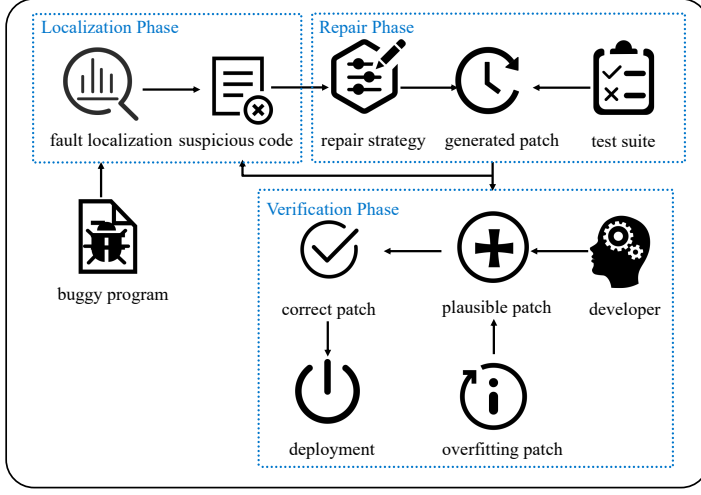 Localization Phase
Repair Phase
fault localization
suspicious code
repair strategy
generated patch
test suite
Verification Phase
buggy program
correct patch
plausible patch
developer
deployment
overfitting patch